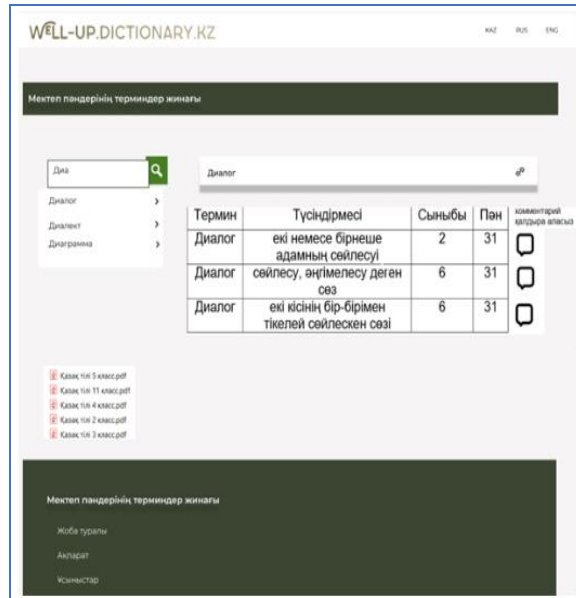 WELL-UP.DICTIONARY.KZ
KAZ RUS ENG
Мектеп пәндерінің терминдер жинағы
Диа
Диалог
Диалог
Диалект
Диаграмма
Термин Түсіндірмесі Сыныбы Пән комментарий
қалдыра аласыз
Диалог екі немесе бірнеше 2 31
адамның сөйлесуі
Диалог сөйлесу, әңгімелесу деген 6 31
сөз
Диалог екі кісінің бір-бірімен 6 31
тікелей сөйлескен сөзі
Қазақ тілі 5 класс.pdf
Қазақ тілі 11 класс.pdf
Қазақ тілі 4 класс.pdf
Қазақ тілі 2 класс.pdf
Қазақ тілі 3 класс.pdf
Мектеп пәндерінің терминдер жинағы
Жоба туралы
Ақпарат
Ұсыныстар